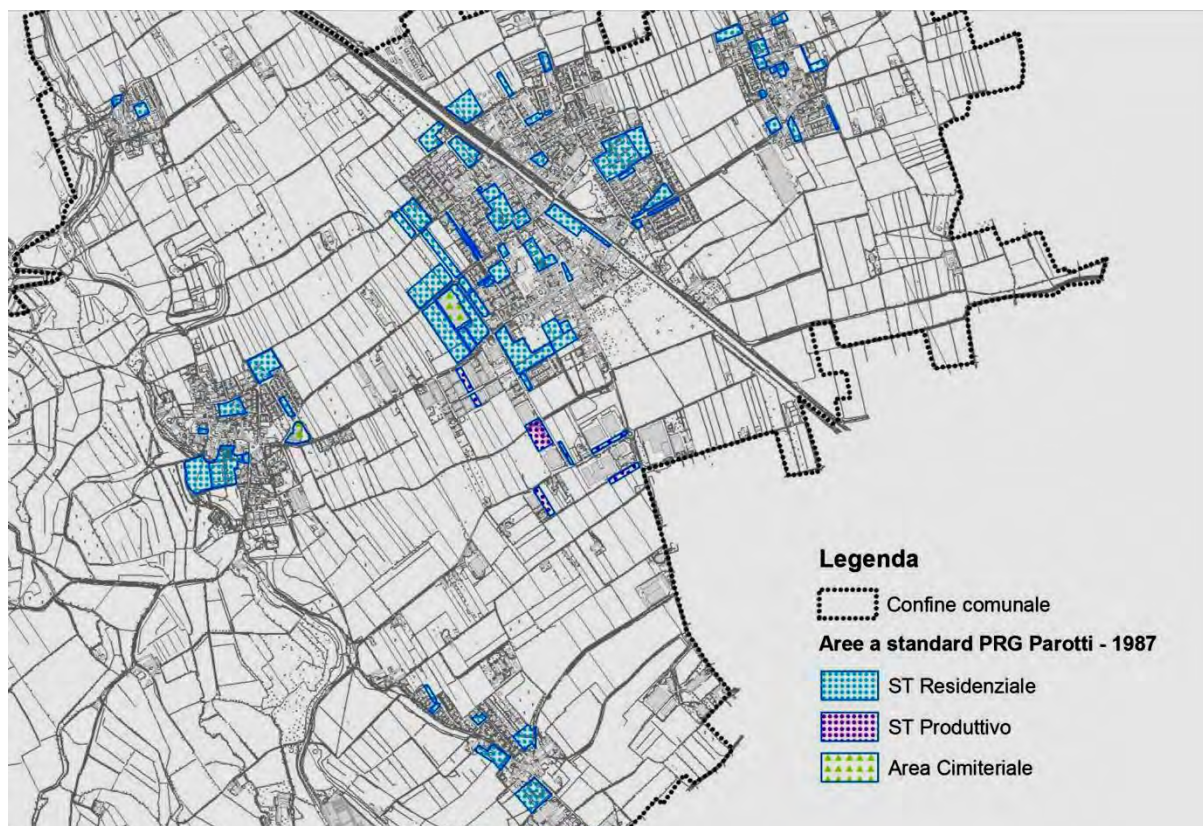 Legenda
Confine comunale
Aree a standard PRG Parotti - 1987
ST Residenziale
ST Produttivo
Area Cimiteriale